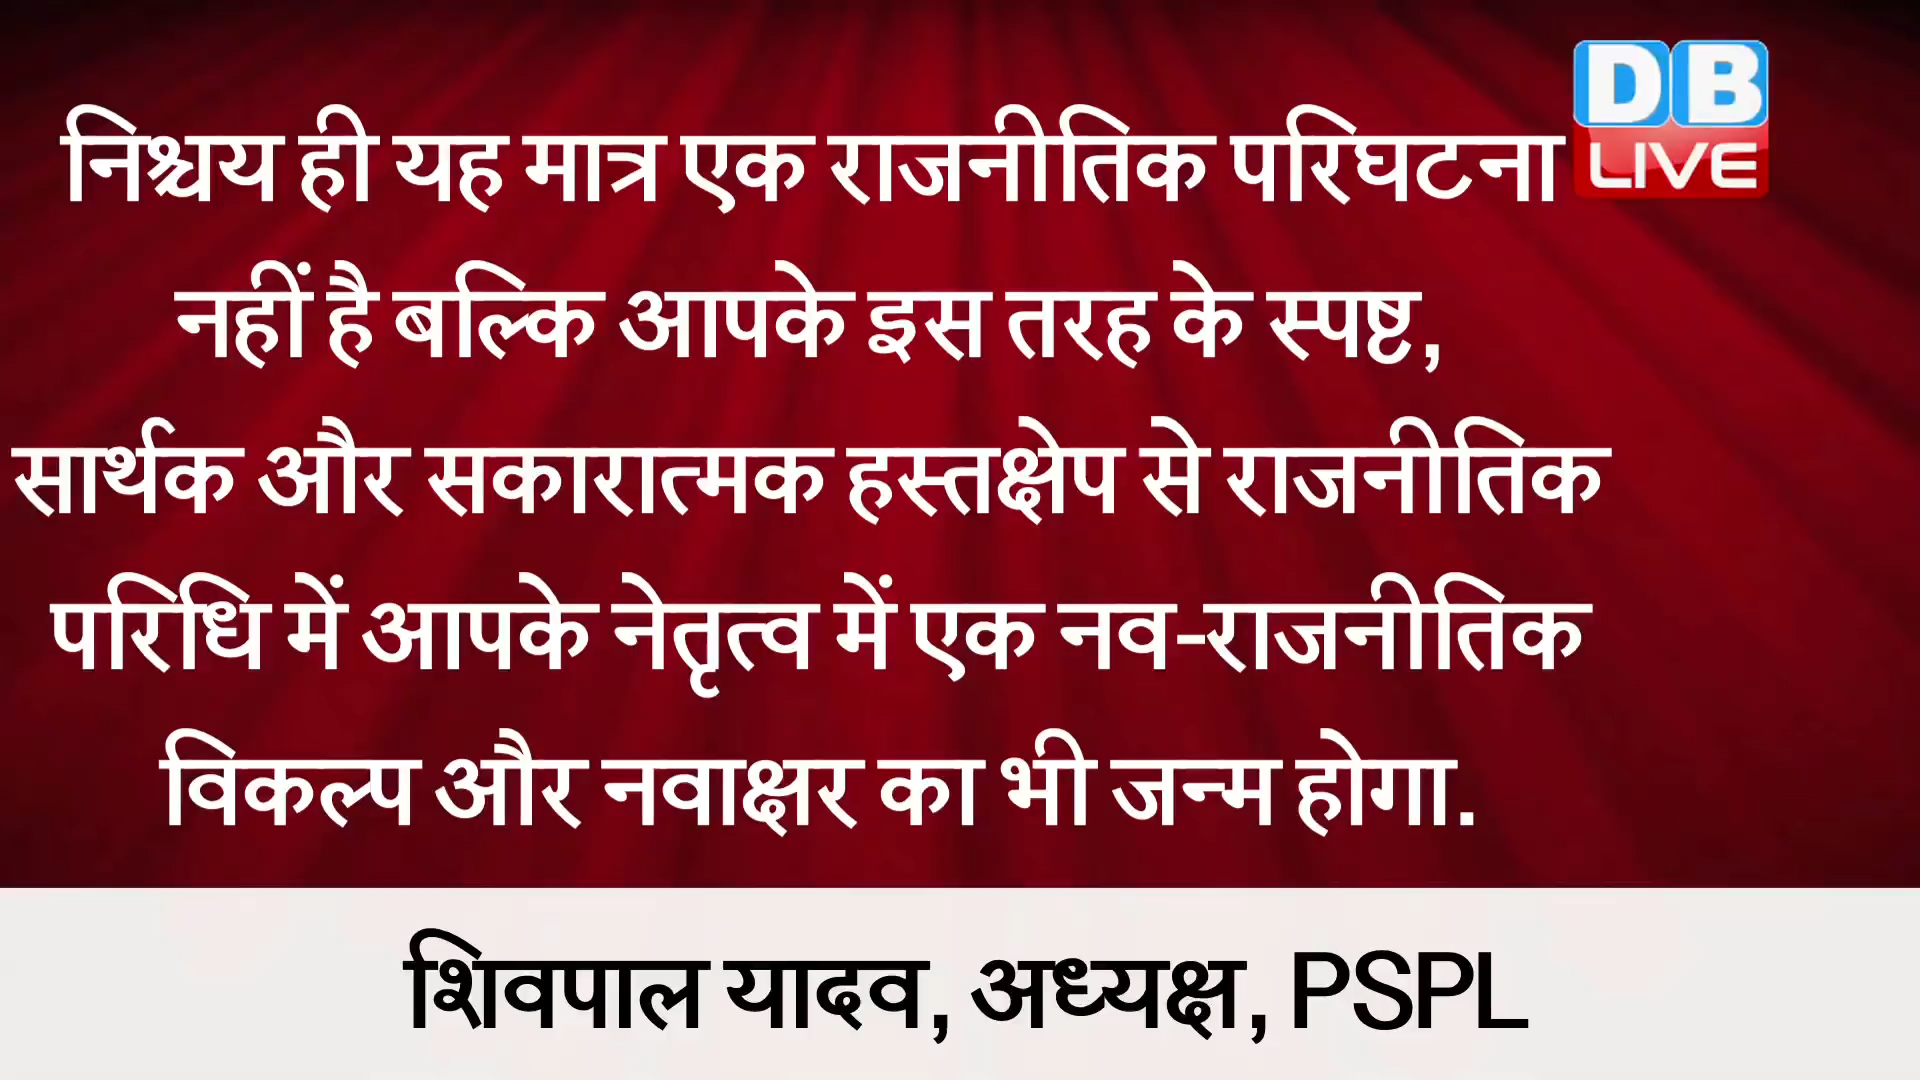 DB
LIVE
निश्चय ही यह मात्र एक राजनीतिक परिघटना
नहीं है बल्कि आपके इस तरह के स्पष्ट,
सार्थक और सकारात्मक हस्तक्षेप से राजनीतिक
परिधि में आपके नेतृत्व में एक नव-राजनीतिक
विकल्प और नवाक्षर का भी जन्म होगा.
शिवपाल यादव, अध्यक्ष, PSPL